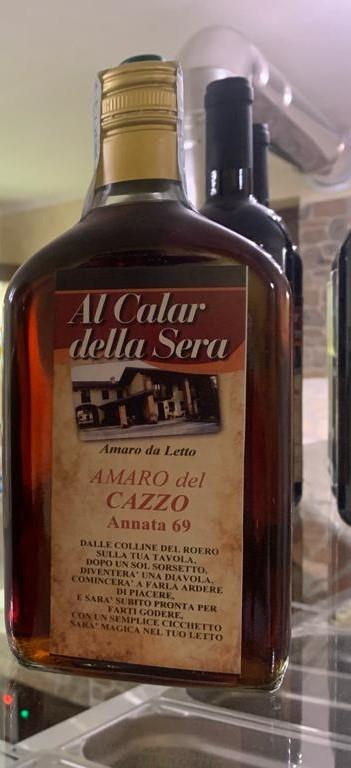 Al Calar
della Sera
Amaro da Letto
AMARO del
CAZZO
Annata 69
DALLE COLLINE DEL ROERO
SULLA TUA TAVOLA,
DOPO UN SOL SORSETTO,
DIVENTERA' UNA DIAVOLA,
COMINCERA' A FARLA ARDERE
DI PIACERE,
E SARA' SUBITO PRONTA PER
FARTI GODERE,
CON UN SEMPLICE CICCHETTO
SARA' MAGICA NEL TUO LETTO